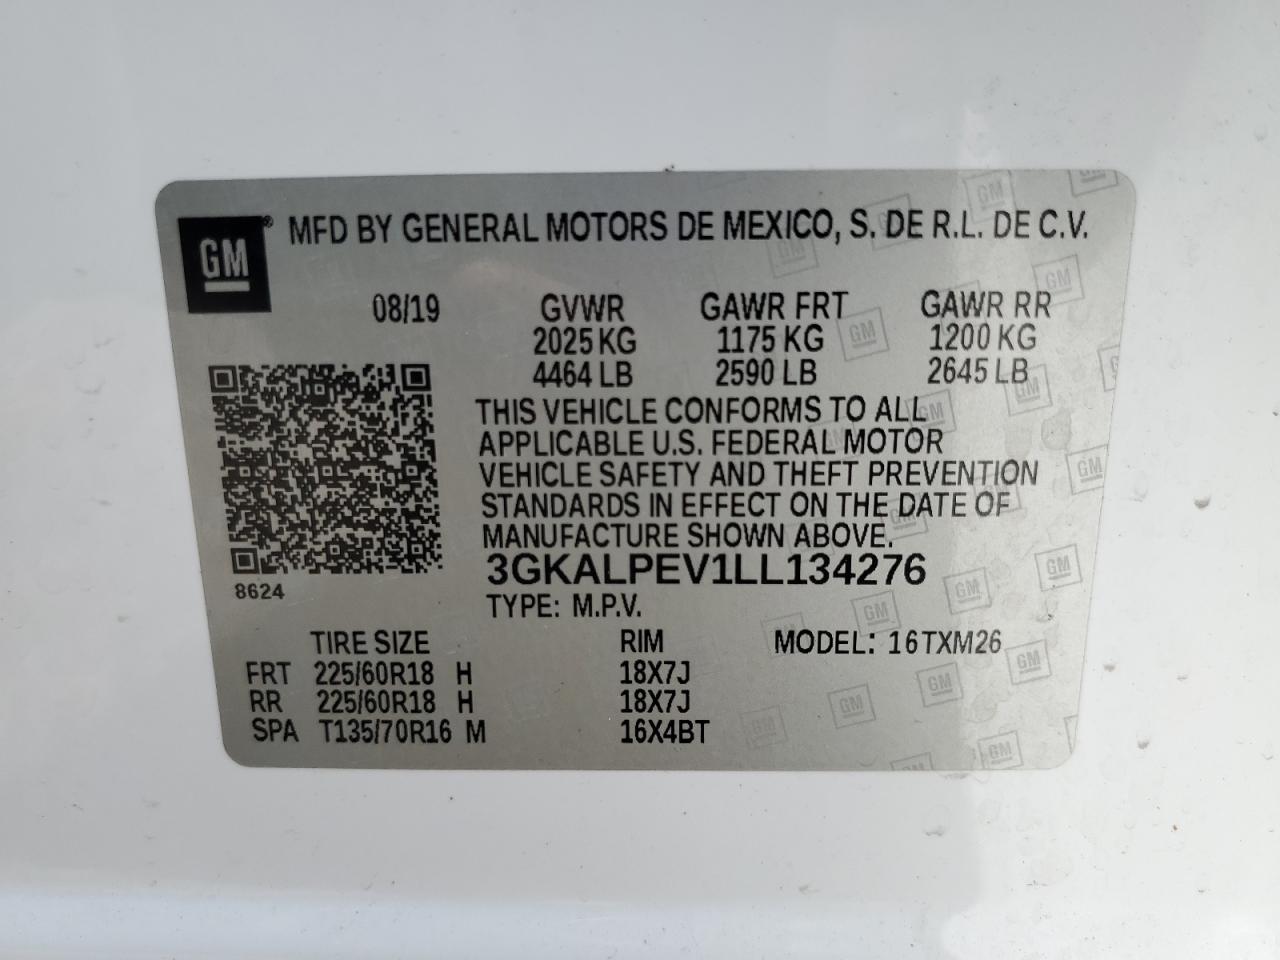 GM® MFD BY GENERAL MOTORS DE MEXICO, S. DE R.L. DE C.V.
08/19 GVWR GAWR FRT GAWR RR
2025 KG 1175 KG 1200 KG
4464 LB 2590 LB 2645 LB
THIS VEHICLE CONFORMS TO ALL
APPLICABLE U.S. FEDERAL MOTOR
VEHICLE SAFETY AND THEFT PREVENTION
STANDARDS IN EFFECT ON THE DATE OF
MANUFACTURE SHOWN ABOVE.
3GKALPEV1LL134276
8624
TYPE: M.P.V.
TIRE SIZE RIM MODEL: 16TXM26
FRT 225/60R18 H 18X7J
RR 225/60R18 H 18X7J
SPA T135/70R16 M 16X4BT